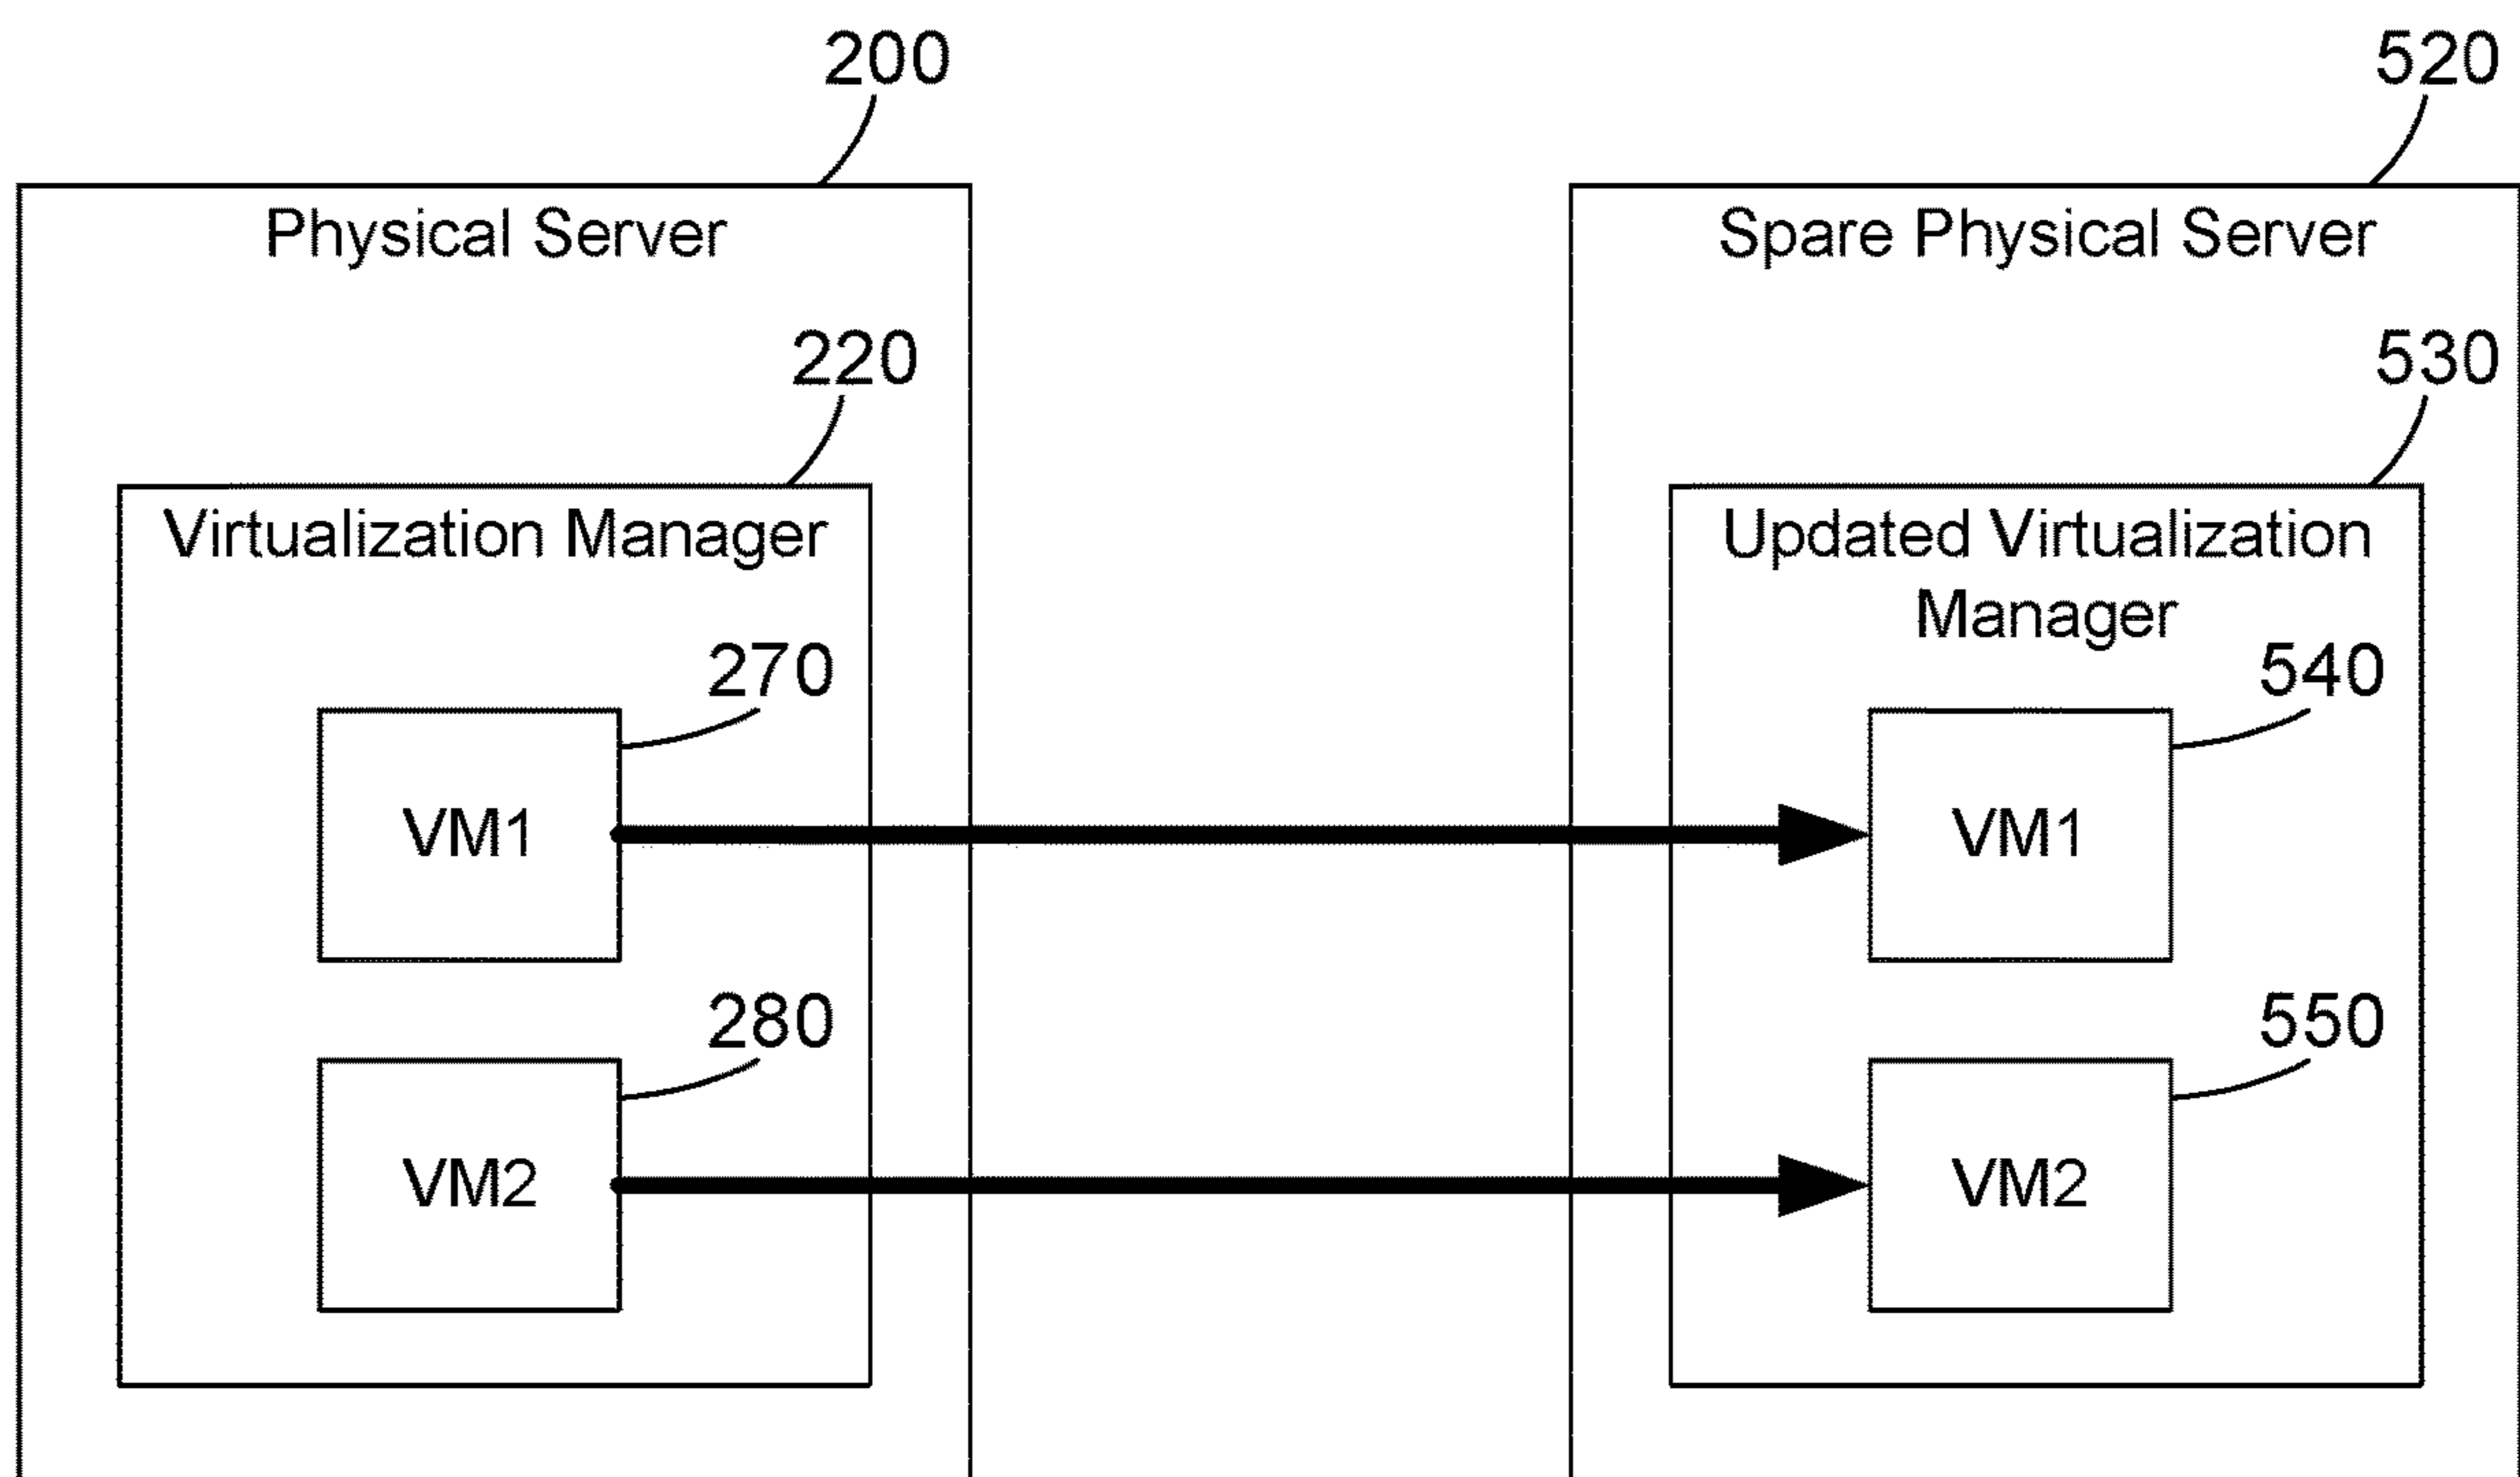 200
520
Physical Server
Spare Physical Server
220
530
Virtualization Manager
Updated Virtualization
Manager
270
540
VM1
VM1
280
550
VM2
VM2